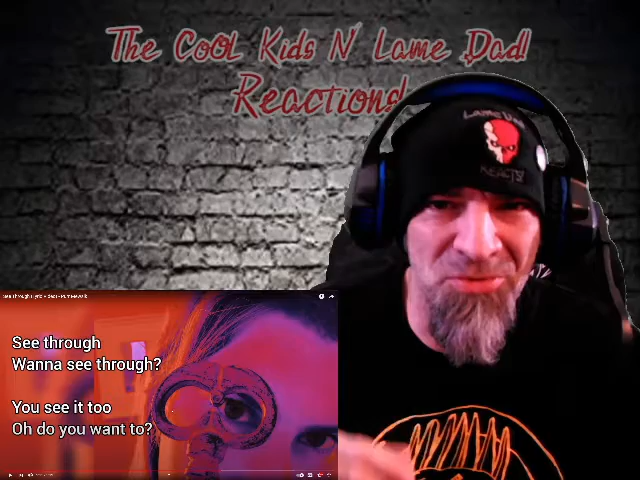 The Cool Kids N' Lame Dad!
Reactions!
REACTS!
See through
Wanna see through?
You see it too
Oh do you want to?